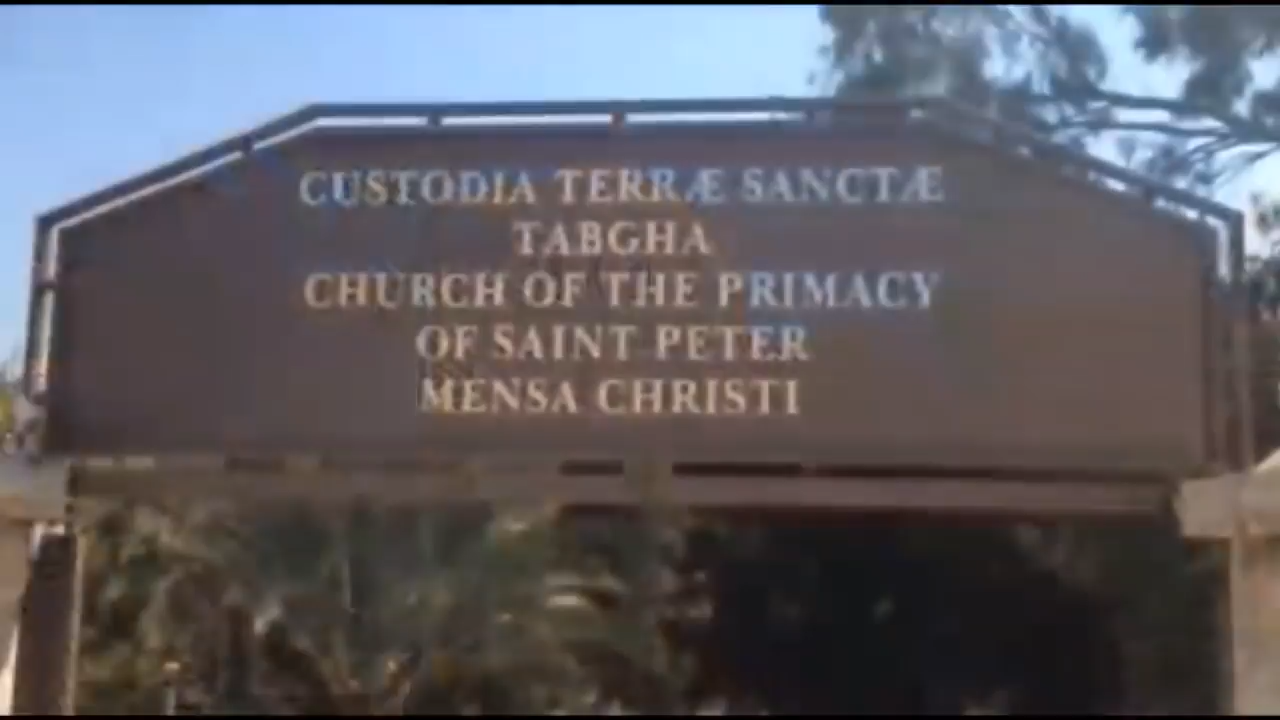 CUSTODIA TERRÆ SANCTÆ
TABGHA
CHURCH OF THE PRIMACY
OF SAINT PETER
MENSA CHRISTI